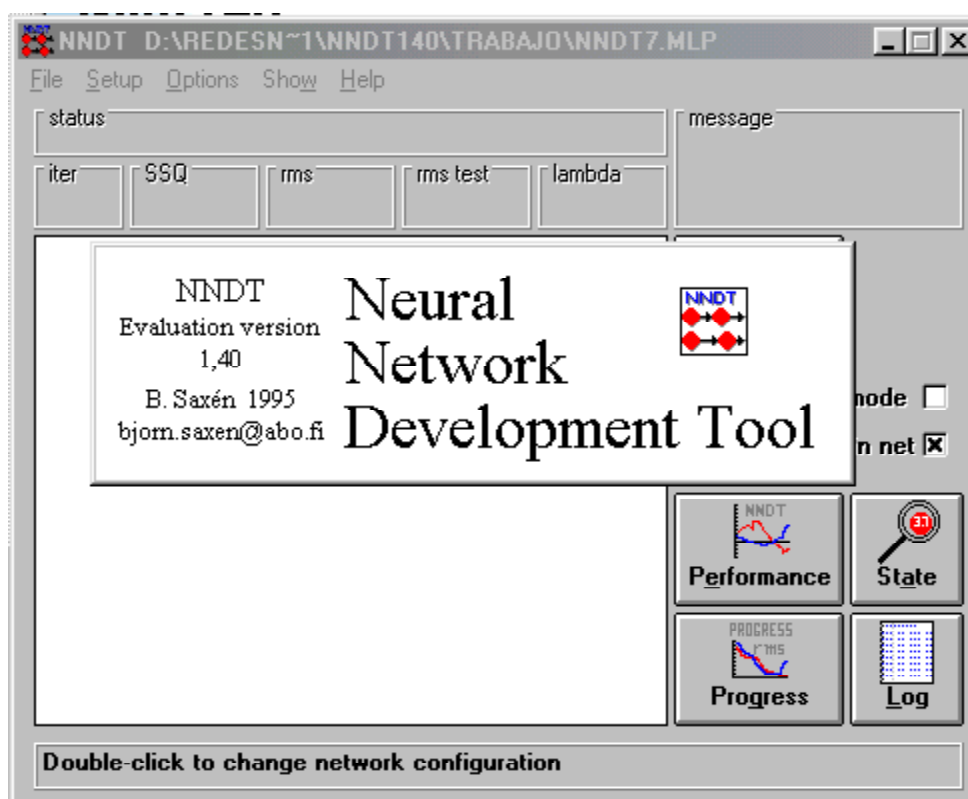 NNDT D:\REDESN~1\NNDT140\TRABAJO\NNDT7.MLP
File Setup Options Show Help
status
message
iter SSQ rms rms test lambda
NNDT
Evaluation version
1,40
B. Saxén 1995
bjorn.saxen@abo.fi
Neural
Network
Development Tool
NNDT
node
n net
NNDT
Performance
3.1
State
PROGRESS
rms
Progress
Log
Double-click to change network configuration